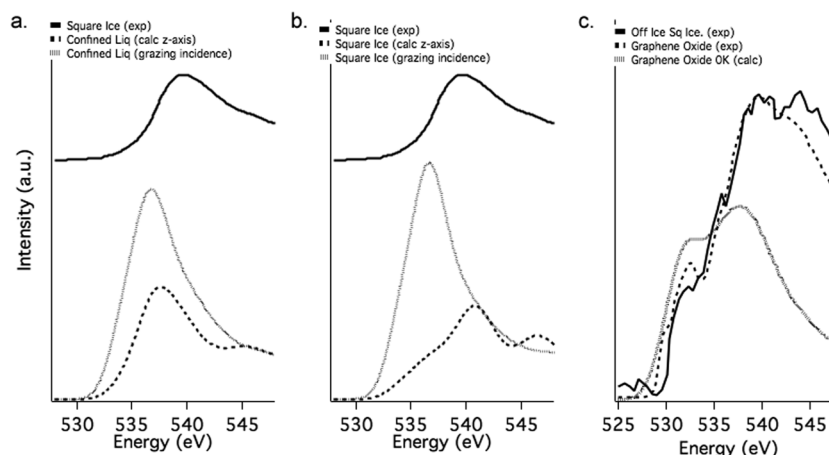 a.
Square Ice (exp)
Confined Liq (calc z-axis)
Confined Liq (grazing incidence)
b.
Square Ice (exp)
Square Ice (calc z-axis)
Square Ice (grazing incidence)
c.
Off Ice Sq Ice. (exp)
Graphene Oxide (exp)
Graphene Oxide OK (calc)
Intensity (a.u.)
530 535 540 545
Energy (eV)
530 535 540 545
Energy (eV)
525 530 535 540 545
Energy (eV)